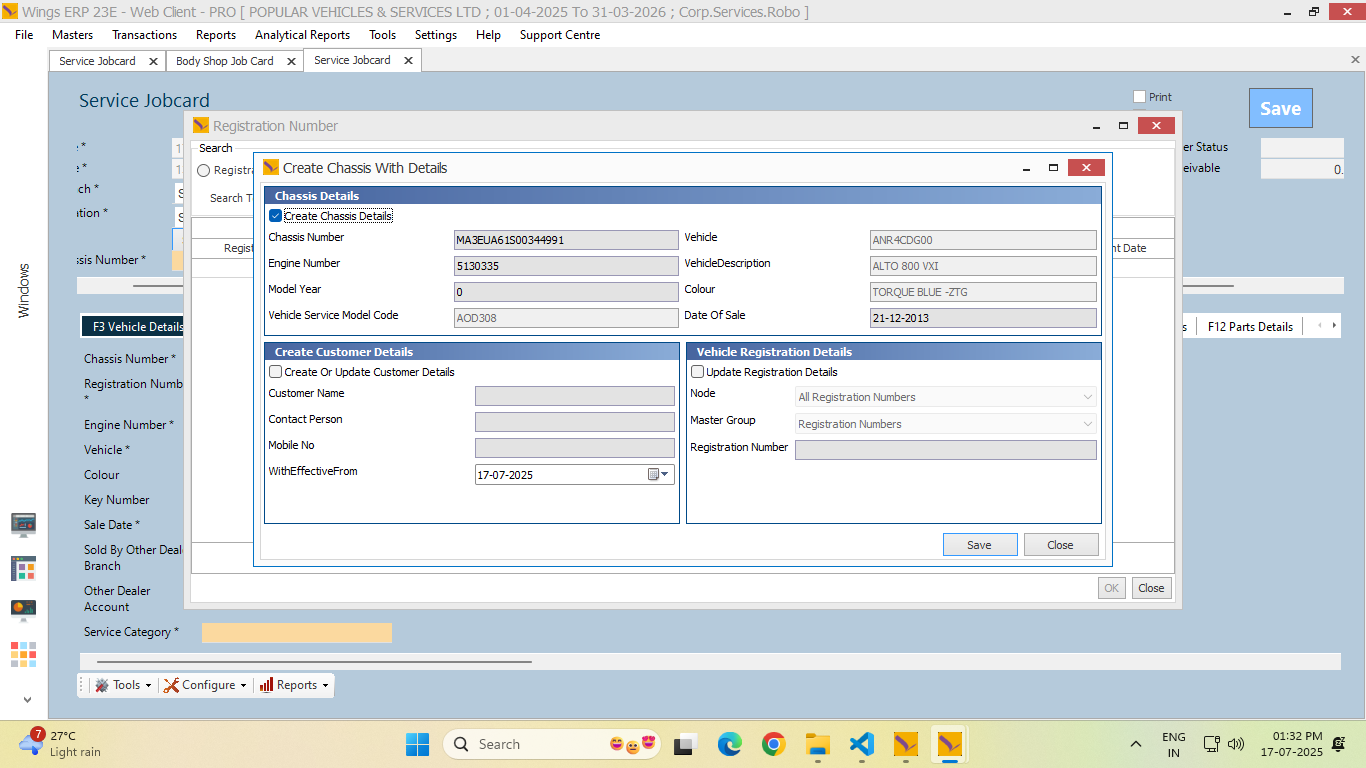 Wings ERP 23E - Web Client - PRO [ POPULAR VEHICLES & SERVICES LTD ; 01-04-2025 To 31-03-2026 ; Corp.Services.Robo ]
File Masters Transactions Reports Analytical Reports Tools Settings Help Support Centre
Service Jobcard Body Shop Job Card Service Jobcard
Service Jobcard
Print
Save
Registration Number
Search
Search T
er Status
eivable 0.
Create Chassis With Details
Chassis Details
Create Chassis Details
Chassis Number MA3EUA61S00344991 Vehicle ANR4CDG00
Engine Number 5130335 VehicleDescription ALTO 800 VXI
Model Year 0 Colour TORQUE BLUE -ZTG
Vehicle Service Model Code AOD308 Date Of Sale 21-12-2013
Create Customer Details
Create Or Update Customer Details
Customer Name
Contact Person
Mobile No
WithEffectiveFrom 17-07-2025
Vehicle Registration Details
Update Registration Details
Node All Registration Numbers
Master Group Registration Numbers
Registration Number
Save Close
OK Close
ch *
ation *
ssis Number *
Regist
nt Date
Windows
F3 Vehicle Details
s F12 Parts Details
Chassis Number *
Registration Numb
*
Engine Number *
Vehicle *
Colour
Key Number
Sale Date *
Sold By Other Deal
Branch
Other Dealer
Account
Service Category *
Tools Configure Reports
7
27°C
Light rain
Search
ENG
IN
01:32 PM
17-07-2025